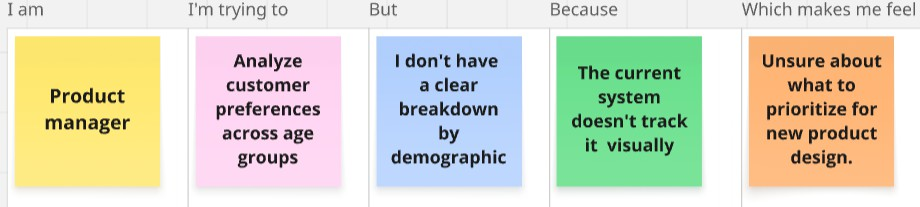 I am
I'm trying to
But
Because
Which makes me feel
Product
manager
Analyze
customer
preferences
across age
groups
I don't have
a clear
breakdown
by
demographic
The current
system
doesn't track
it visually
Unsure about
what to
prioritize for
new product
design.